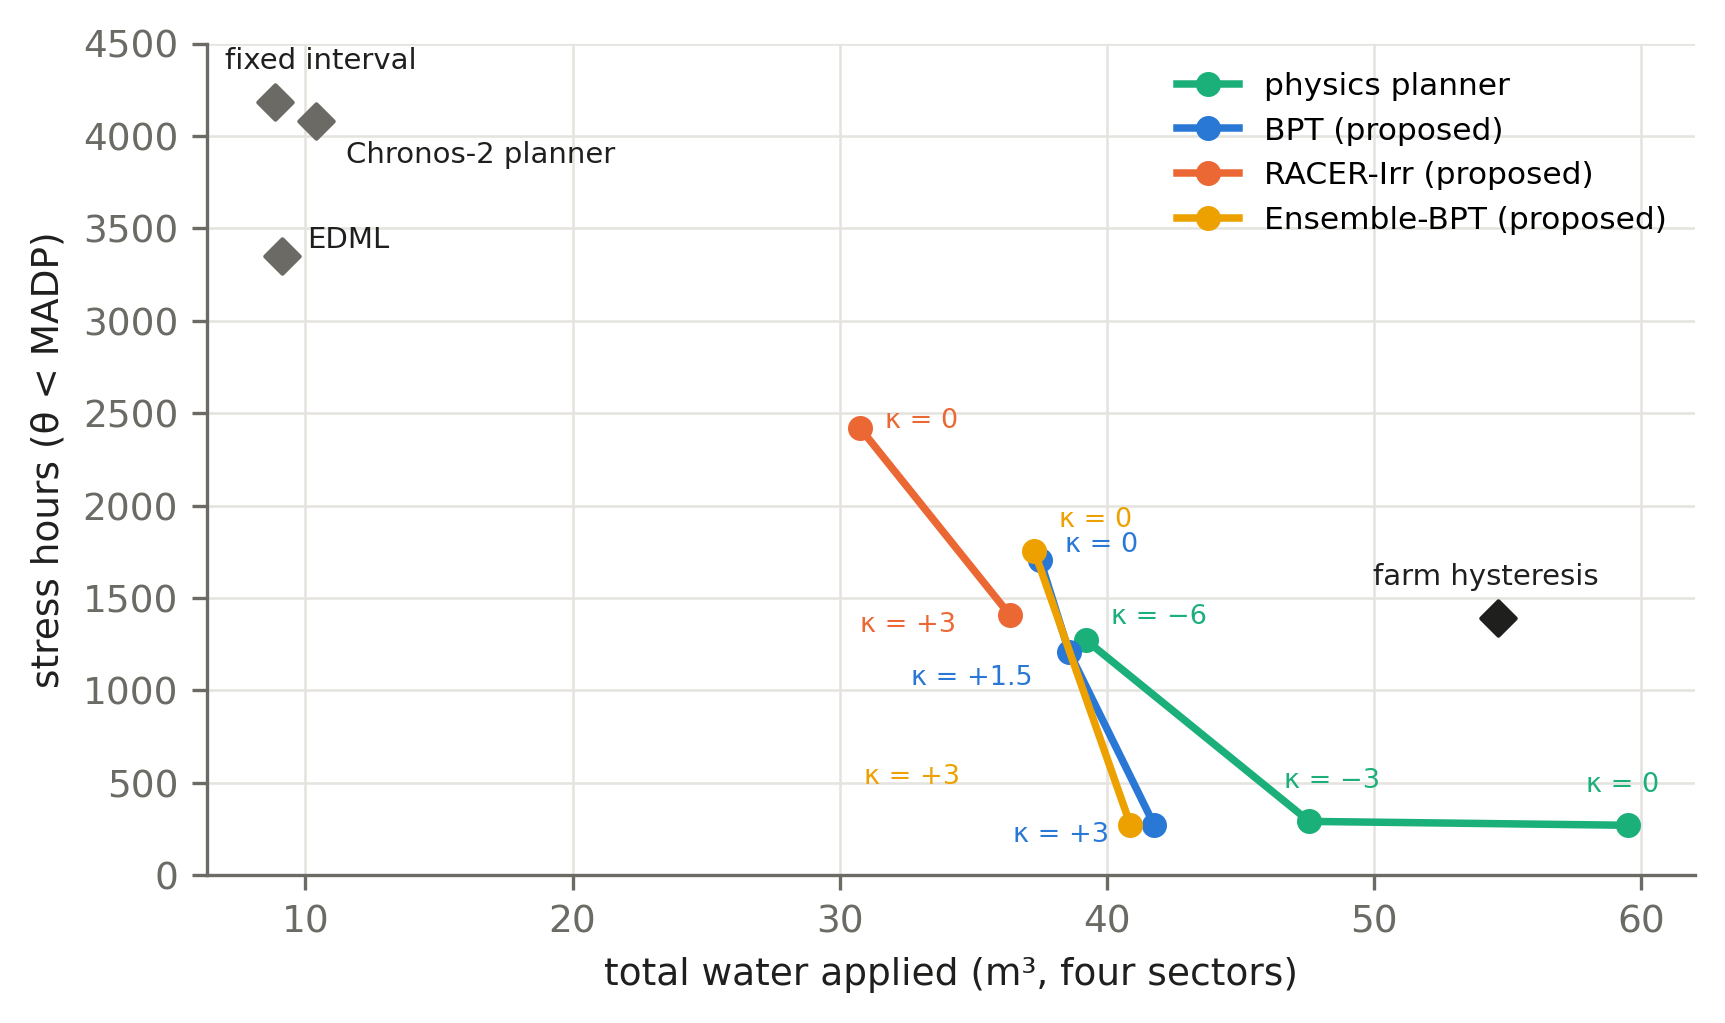 4500
4000
3500
3000
2500
2000
1500
1000
500
0
stress hours (θ < MADP)
fixed interval
Chronos-2 planner
EDML
physics planner
BPT (proposed)
RACER-Irr (proposed)
Ensemble-BPT (proposed)
κ = 0
κ = 0
κ = 0
farm hysteresis
κ = −6
κ = +3
κ = +1.5
κ = +3
κ = −3
κ = 0
κ = +3
10
20
30
40
50
60
total water applied (m³, four sectors)